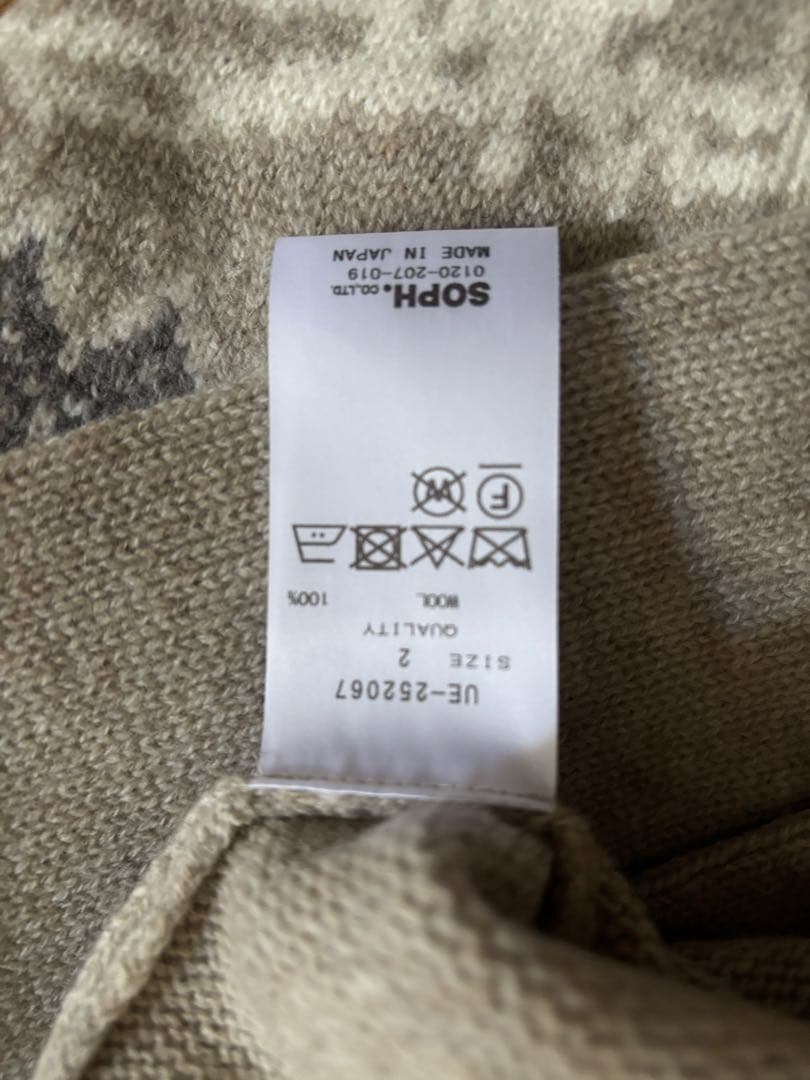 UE-252067
SIZE 2
QUALITY
WOOL 100%
F
W
SOPH.CO.,LTD.
0120-207-019
MADE IN JAPAN